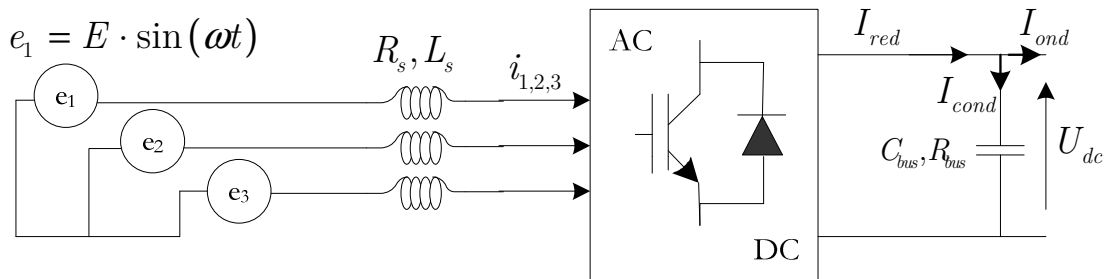 e₁ = E · sin(ωt)
Rₛ, Lₛ
i₁,₂,₃
AC
I_red
I_ond
I_cond
e₁
e₂
e₃
C_bus, R_bus
U_dc
DC